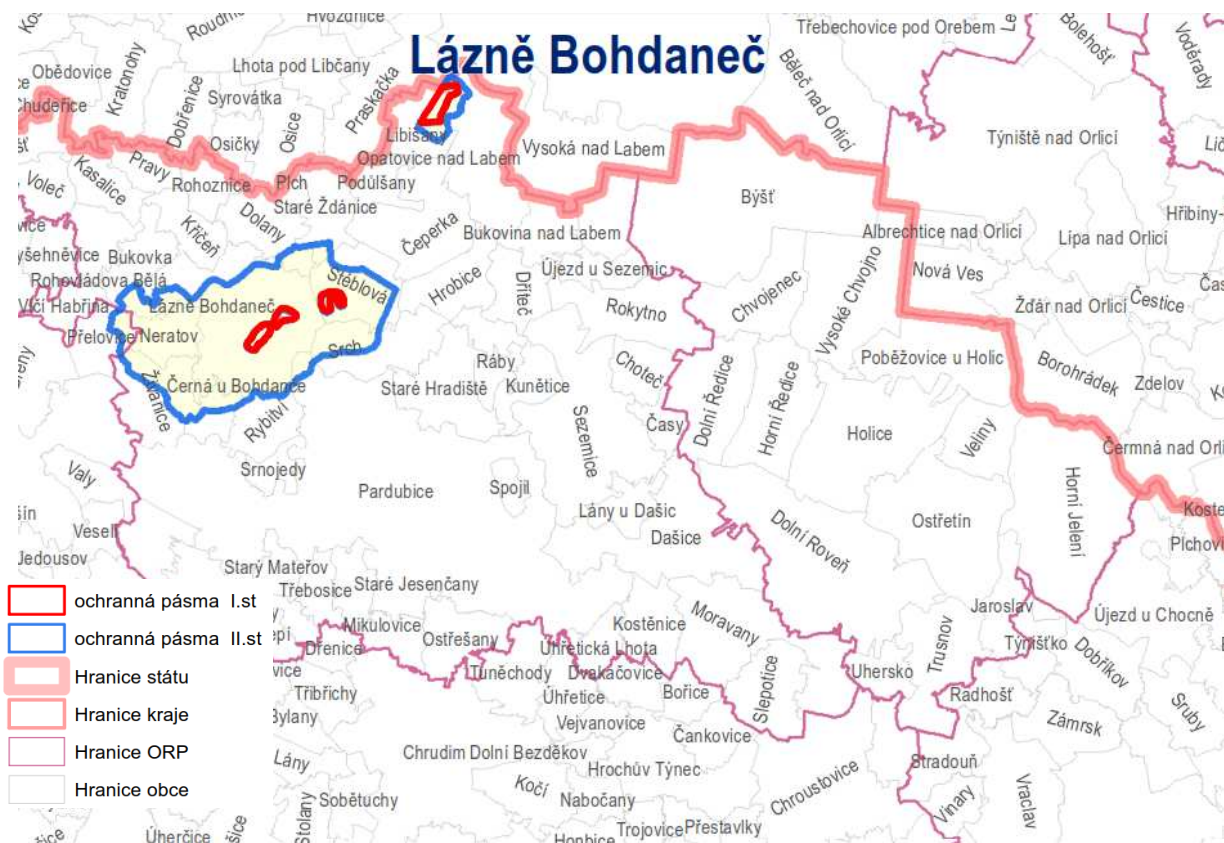 Hvozdnice
Roudnice
Třebechovice pod Orebem
Bolehošť
Voděrady
Lázně Bohdaneč
Obědovice
Kratonohy
Lhota pod Libčany
Praskačka
Běleč nad Orlicí
Chudeřice
Dobřenice
Syrovátka
Osice
Osičky
Libišany
Týniště nad Orlicí
Vysoká nad Labem
Opatovice nad Labem
Voleč
Kasalice
Pravy
Rohoznice
Plch
Podůlšany
Býšť
Staré Ždánice
Dolany
Křičeň
Čeperka
Bukovina nad Labem
Albrechtice nad Orlicí
Lípa nad Orlicí
Bukovka
Rohovládova Bělá
Hrobice
Dříteč
Újezd u Sezemic
Chvojenec
Vysoké Chvojno
Nová Ves
Stéblová
Vlčí Habřina
Lázně Bohdaneč
Rokytno
Žďár nad Orlicí
Čestice
Přelovice
Neratov
Srch
Ráby
Poběžovice u Holic
Borohrádek
Zdelov
Ždánice
Černá u Bohdanče
Staré Hradiště
Kunětice
Choteč
Dolní Ředice
Horní Ředice
Rybitví
Sezemice
Časy
Holice
Veliny
Čermná nad Orli
Srnojedy
Valy
Pardubice
Spojil
Horní Jelení
Lány u Dašic
Ostřetín
Dolní Roveň
Veselí
Dašice
Jedousov
Starý Mateřov
Třebosice
Staré Jesenčany
Jaroslav
Újezd u Chocně
Mikulovice
Ostřešany
Kostěnice
Moravany
Trusnov
Týnišťko
Dobříkov
Dřenice
Úhřetická Lhota
Tuněchody
Dvakačovice
Uhersko
Slepotice
Třibřichy
Úhřetice
Bořice
Radhošť
Sruby
Bylany
Vejvanovice
Čankovice
Zámrsk
Lány
Chrudim
Dolní Bezděkov
Hrochův Týnec
Stradouň
Kočí
Chroustovice
Sobětuchy
Nabočany
Vinary
Vraclav
Stolany
Úherčice
Trojovice
Přestavlky
ochranná pásma I.st
ochranná pásma II.st
Hranice státu
Hranice kraje
Hranice ORP
Hranice obce